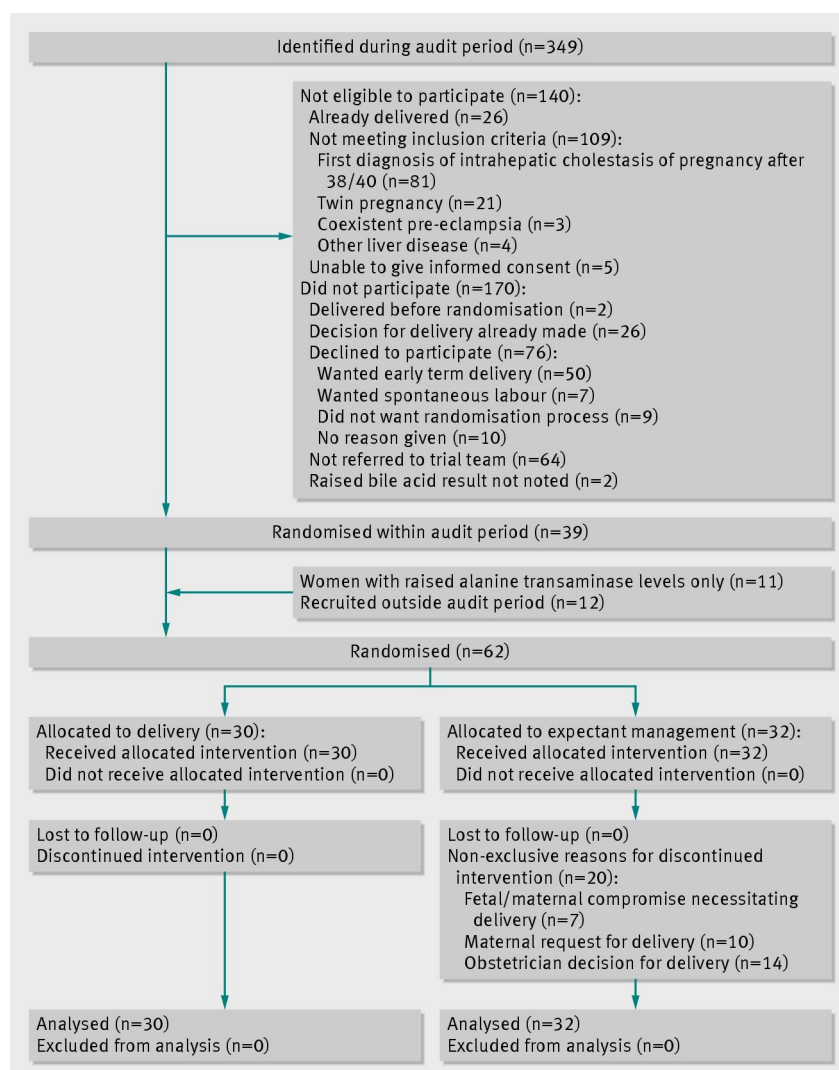 Identified during audit period (n=349)
Not eligible to participate (n=140):
Already delivered (n=26)
Not meeting inclusion criteria (n=109):
First diagnosis of intrahepatic cholestasis of pregnancy after
38/40 (n=81)
Twin pregnancy (n=21)
Coexistent pre-eclampsia (n=3)
Other liver disease (n=4)
Unable to give informed consent (n=5)
Did not participate (n=170):
Delivered before randomisation (n=2)
Decision for delivery already made (n=26)
Declined to participate (n=76):
Wanted early term delivery (n=50)
Wanted spontaneous labour (n=7)
Did not want randomisation process (n=9)
No reason given (n=10)
Not referred to trial team (n=64)
Raised bile acid result not noted (n=2)
Randomised within audit period (n=39)
Women with raised alanine transaminase levels only (n=11)
Recruited outside audit period (n=12)
Randomised (n=62)
Allocated to delivery (n=30):
Received allocated intervention (n=30)
Did not receive allocated intervention (n=0)
Allocated to expectant management (n=32):
Received allocated intervention (n=32)
Did not receive allocated intervention (n=0)
Lost to follow-up (n=0)
Discontinued intervention (n=0)
Lost to follow-up (n=0)
Non-exclusive reasons for discontinued
intervention (n=20):
Fetal/maternal compromise necessitating
delivery (n=7)
Maternal request for delivery (n=10)
Obstetrician decision for delivery (n=14)
Analysed (n=30)
Excluded from analysis (n=0)
Analysed (n=32)
Excluded from analysis (n=0)